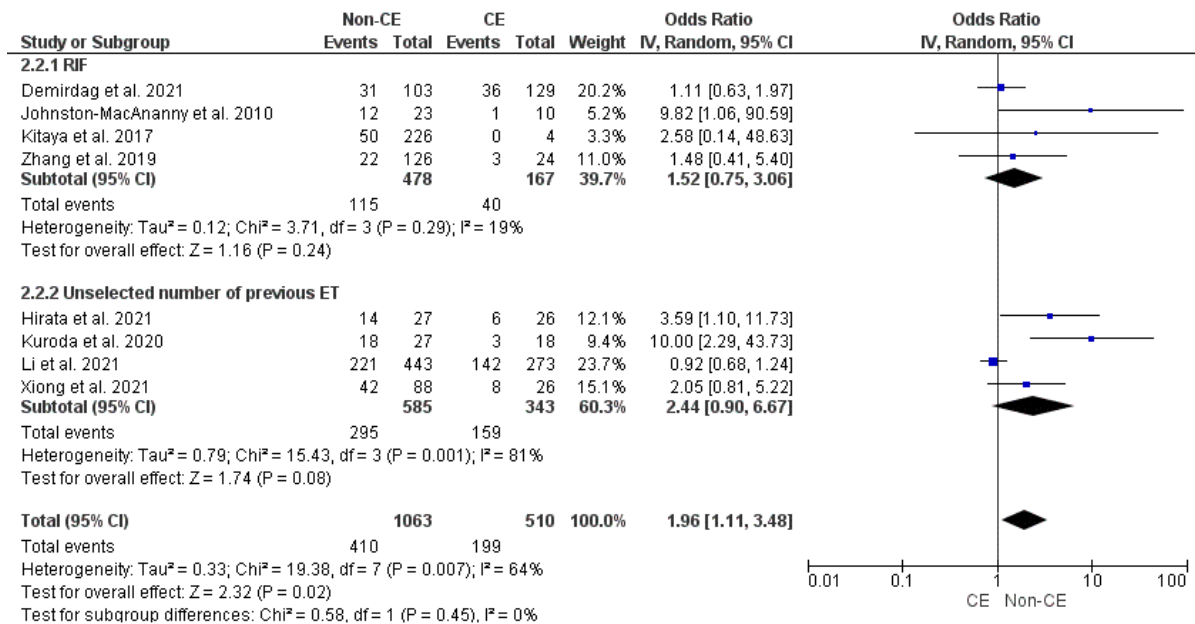 Non-CE CE Odds Ratio Odds Ratio
Study or Subgroup Events Total Events Total Weight IV, Random, 95% CI IV, Random, 95% CI
2.2.1 RIF
Demirdag et al. 2021 31 103 36 129 20.2% 1.11 [0.63, 1.97]
Johnston-MacAnanny et al. 2010 12 23 1 10 5.2% 9.82 [1.06, 90.59]
Kitaya et al. 2017 50 226 0 4 3.3% 2.58 [0.14, 48.63]
Zhang et al. 2019 22 126 3 24 11.0% 1.48 [0.41, 5.40]
Subtotal (95% CI) 478 167 39.7% 1.52 [0.75, 3.06]
Total events 115 40
Heterogeneity: Tau² = 0.12; Chi² = 3.71, df = 3 (P = 0.29); I² = 19%
Test for overall effect: Z = 1.16 (P = 0.24)
2.2.2 Unselected number of previous ET
Hirata et al. 2021 14 27 6 26 12.1% 3.59 [1.10, 11.73]
Kuroda et al. 2020 18 27 3 18 9.4% 10.00 [2.29, 43.73]
Li et al. 2021 221 443 142 273 23.7% 0.92 [0.68, 1.24]
Xiong et al. 2021 42 88 8 26 15.1% 2.05 [0.81, 5.22]
Subtotal (95% CI) 585 343 60.3% 2.44 [0.90, 6.67]
Total events 295 159
Heterogeneity: Tau² = 0.79; Chi² = 15.43, df = 3 (P = 0.001); I² = 81%
Test for overall effect: Z = 1.74 (P = 0.08)
Total (95% CI) 1063 510 100.0% 1.96 [1.11, 3.48]
Total events 410 199
Heterogeneity: Tau² = 0.33; Chi² = 19.38, df = 7 (P = 0.007); I² = 64%
Test for overall effect: Z = 2.32 (P = 0.02)
Test for subgroup differences: Chi² = 0.58, df = 1 (P = 0.45), I² = 0%
0.01 0.1 1 10 100
CE Non-CE